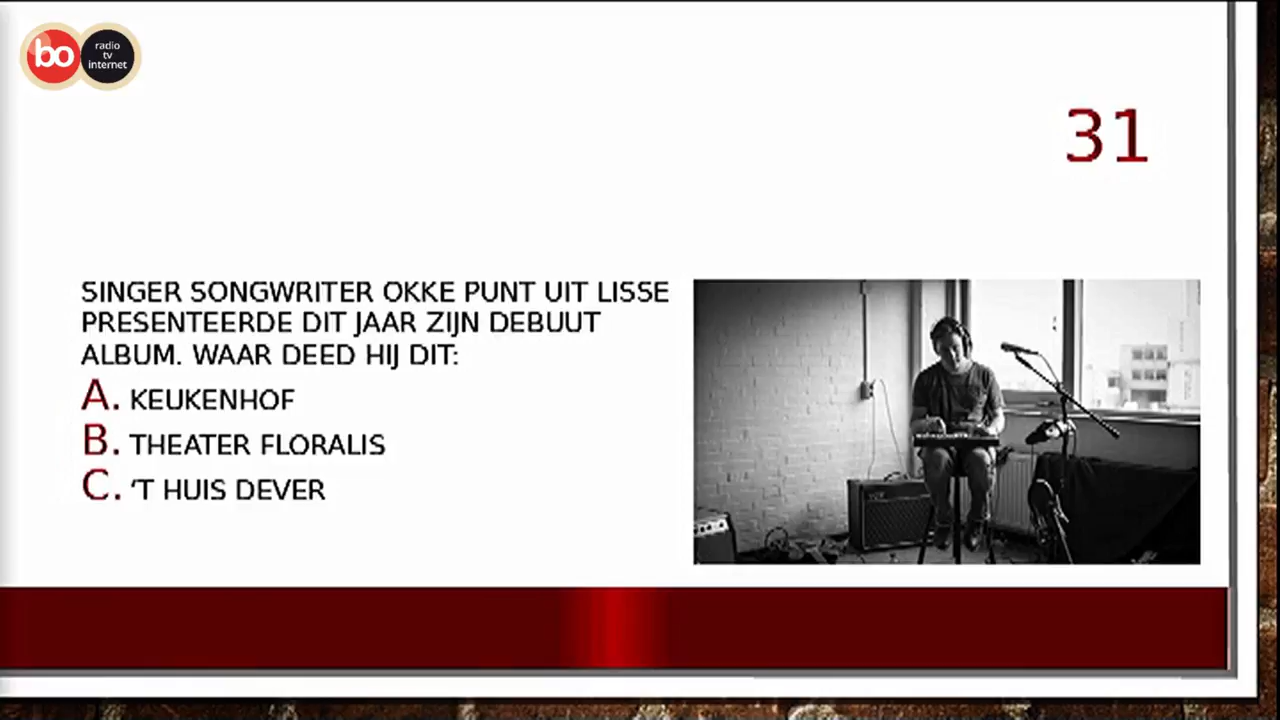 bo
radio
tv
internet
31
SINGER SONGWRITER OKKE PUNT UIT LISSE
PRESENTEERDE DIT JAAR ZIJN DEBUUT
ALBUM. WAAR DEED HIJ DIT:
A. KEUKENHOF
B. THEATER FLORALIS
C. ‘T HUIS DEVER